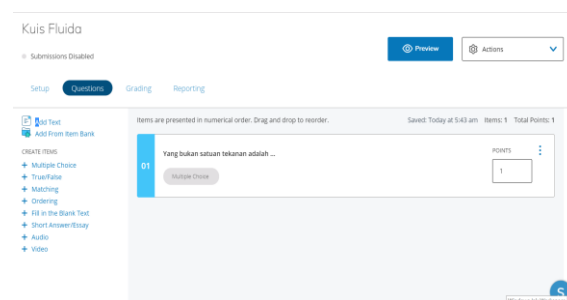 Kuis Fluida
Submissions Disabled
Preview
Actions
Setup
Questions
Grading
Reporting
Add Text
Add From Item Bank
CREATE ITEMS
+ Multiple Choice
+ True/False
+ Matching
+ Ordering
+ Fill in the Blank Text
+ Short Answer/Essay
+ Audio
+ Video
Items are presented in numerical order. Drag and drop to reorder.
Saved: Today at 5:43 am Items: 1 Total Points: 1
01
Yang bukan satuan tekanan adalah ...
Multiple Choice
POINTS
1
S